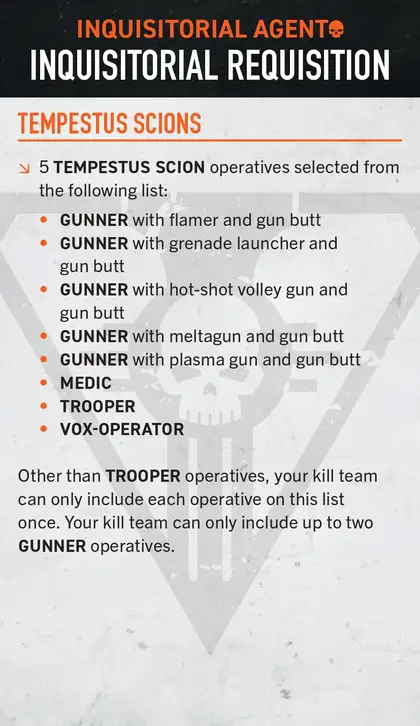 INQUISITORIAL AGENT
INQUISITORIAL REQUISITION
TEMPESTUS SCIONS
↘ 5 TEMPESTUS SCION operatives selected from
the following list:
• GUNNER with flamer and gun butt
• GUNNER with grenade launcher and
gun butt
• GUNNER with hot-shot volley gun and
gun butt
• GUNNER with meltagun and gun butt
• GUNNER with plasma gun and gun butt
• MEDIC
• TROOPER
• VOX-OPERATOR
Other than TROOPER operatives, your kill team
can only include each operative on this list
once. Your kill team can only include up to two
GUNNER operatives.